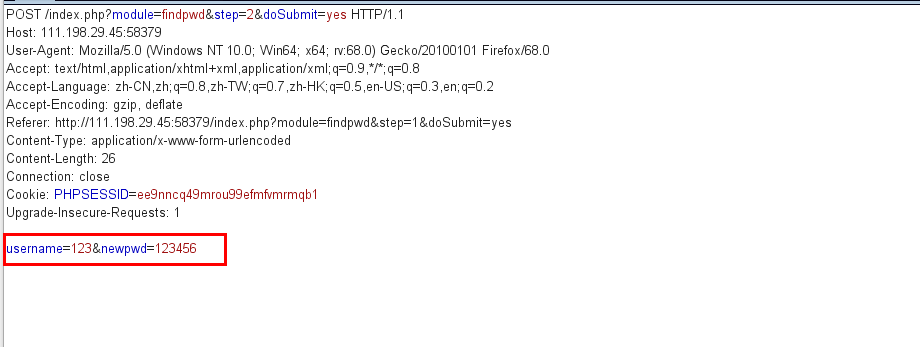 POST /index.php?module=findpwd&step=2&doSubmit=yes HTTP/1.1
Host: 111.198.29.45:58379
User-Agent: Mozilla/5.0 (Windows NT 10.0; Win64; x64; rv:68.0) Gecko/20100101 Firefox/68.0
Accept: text/html,application/xhtml+xml,application/xml;q=0.9,*/*;q=0.8
Accept-Language: zh-CN,zh;q=0.8,zh-TW;q=0.7,zh-HK;q=0.5,en-US;q=0.3,en;q=0.2
Accept-Encoding: gzip, deflate
Referer: http://111.198.29.45:58379/index.php?module=findpwd&step=1&doSubmit=yes
Content-Type: application/x-www-form-urlencoded
Content-Length: 26
Connection: close
Cookie: PHPSESSID=ee9nncq49mrou99efmfvmrmqb1
Upgrade-Insecure-Requests: 1
username=123&newpwd=123456